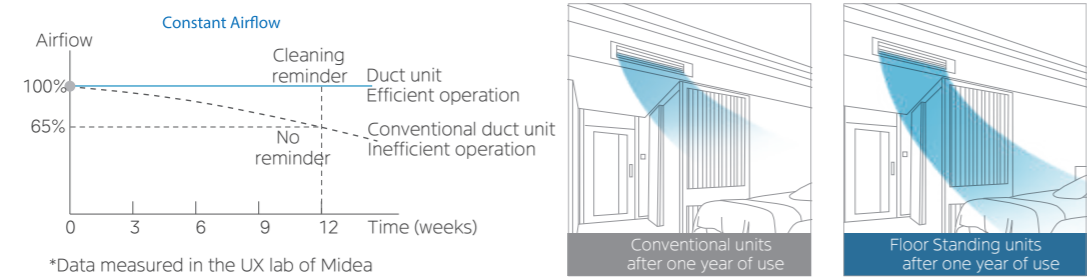 Constant Airflow
Airfiow
Cleaning
reminder
100%
Duct unit
Efficient operation
65%
No
reminder
Conventional duct unit
Inefficient operation
0 3 6 9 12 Time (weeks)
*Data measured in the UX lab of Midea
Conventional units
after one year of use
Floor Standing units
after one year of use